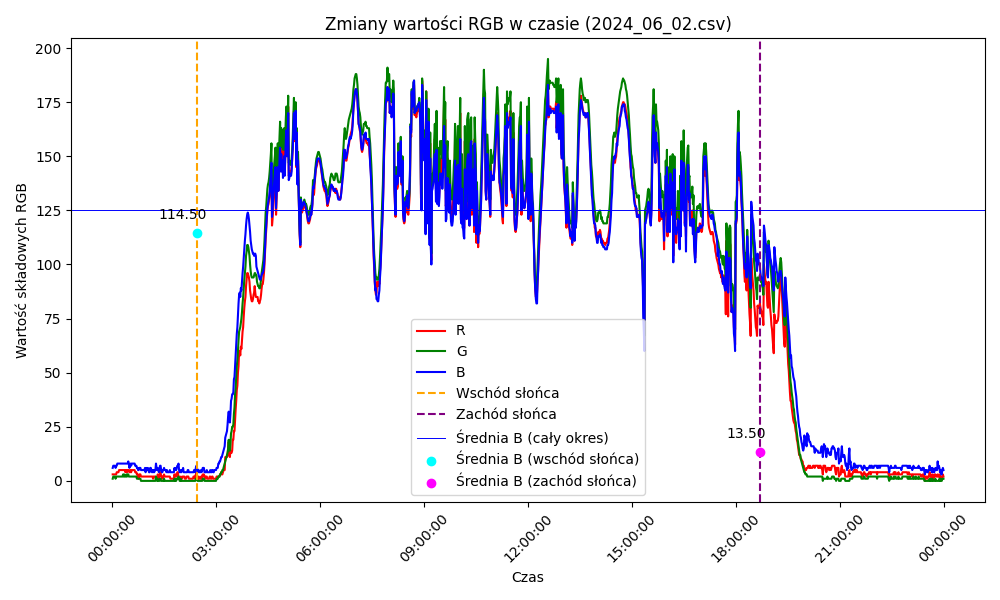 Zmiany wartości RGB w czasie (2024_06_02.csv)
Wartość składowych RGB
200
175
150
125
100
75
50
25
0
114.50
13.50
R
G
B
Wschód słońca
Zachód słońca
Średnia B (cały okres)
Średnia B (wschód słońca)
Średnia B (zachód słońca)
00:00:00
03:00:00
06:00:00
09:00:00
12:00:00
15:00:00
18:00:00
21:00:00
00:00:00
Czas